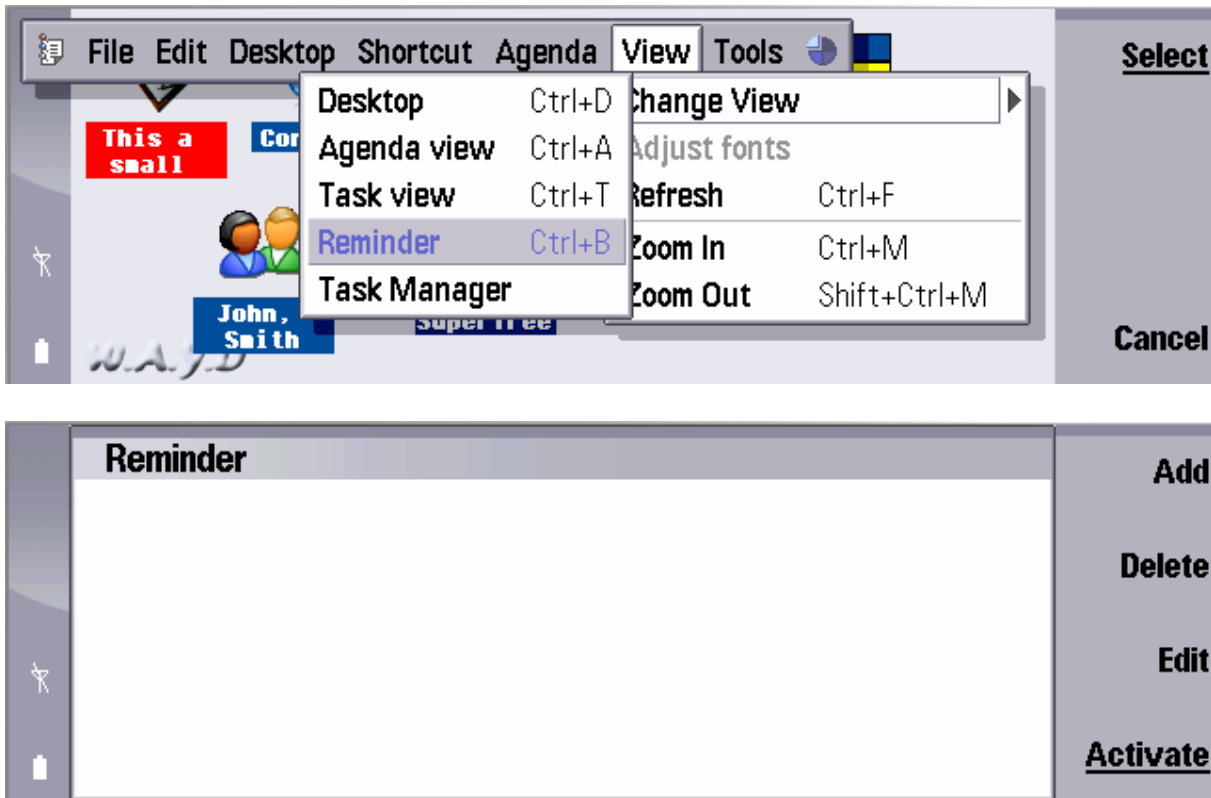 File Edit Desktop Shortcut Agenda View Tools
Select
Desktop Ctrl+D
Change View
Agenda view Ctrl+A
Adjust fonts
Task view Ctrl+T
Refresh Ctrl+F
Reminder Ctrl+B
Zoom In Ctrl+M
Task Manager
Zoom Out Shift+Ctrl+M
This a
small
John,
Smith
Super Tree
W.A.y.D
Cancel
Reminder
Add
Delete
Edit
Activate